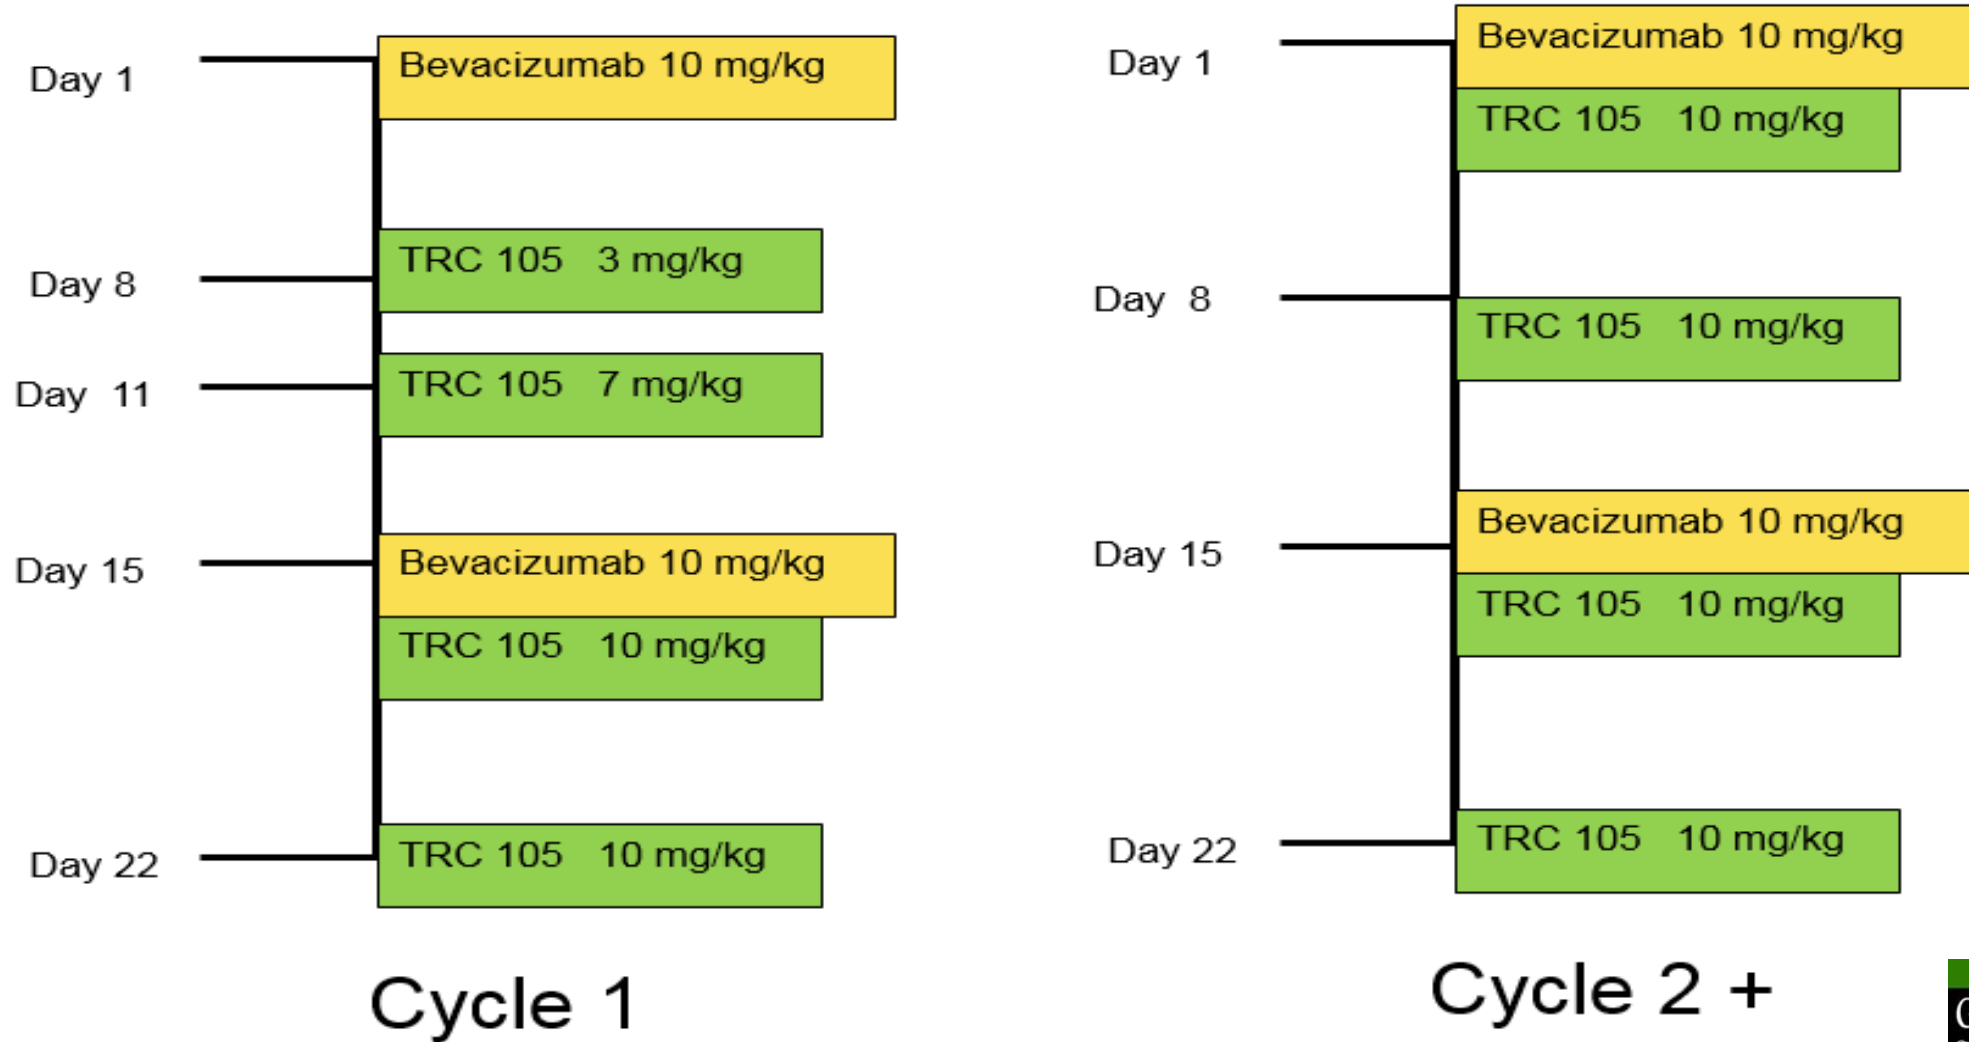 Day 1
Bevacizumab 10 mg/kg
Day 8
TRC 105 3 mg/kg
Day 11
TRC 105 7 mg/kg
Day 15
Bevacizumab 10 mg/kg
TRC 105 10 mg/kg
Day 22
TRC 105 10 mg/kg
Cycle 1
Day 1
Bevacizumab 10 mg/kg
TRC 105 10 mg/kg
Day 8
TRC 105 10 mg/kg
Day 15
Bevacizumab 10 mg/kg
TRC 105 10 mg/kg
Day 22
TRC 105 10 mg/kg
Cycle 2 +